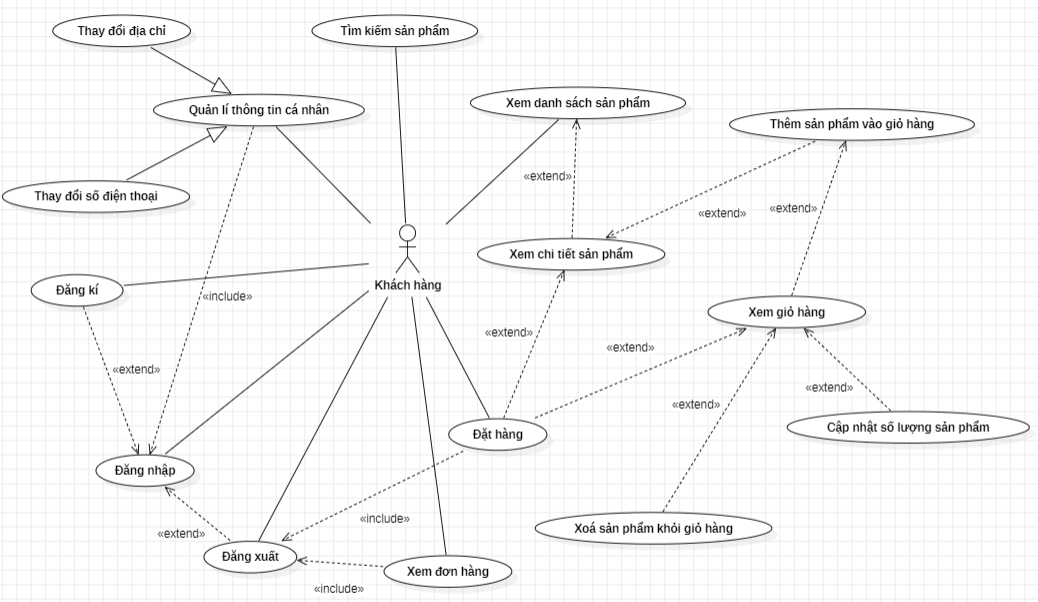 Thay đổi địa chỉ
Tìm kiếm sản phẩm
Quản lí thông tin cá nhân
Xem danh sách sản phẩm
Thêm sản phẩm vào giỏ hàng
«extend»
Thay đổi số điện thoại
«extend»
«extend»
Xem chi tiết sản phẩm
Khách hàng
Đăng kí
«include»
Xem giỏ hàng
«extend»
«extend»
«extend»
«extend»
«extend»
Đặt hàng
Cập nhật số lượng sản phẩm
Đăng nhập
«include»
Xoá sản phẩm khỏi giỏ hàng
«extend»
Đăng xuất
Xem đơn hàng
«include»